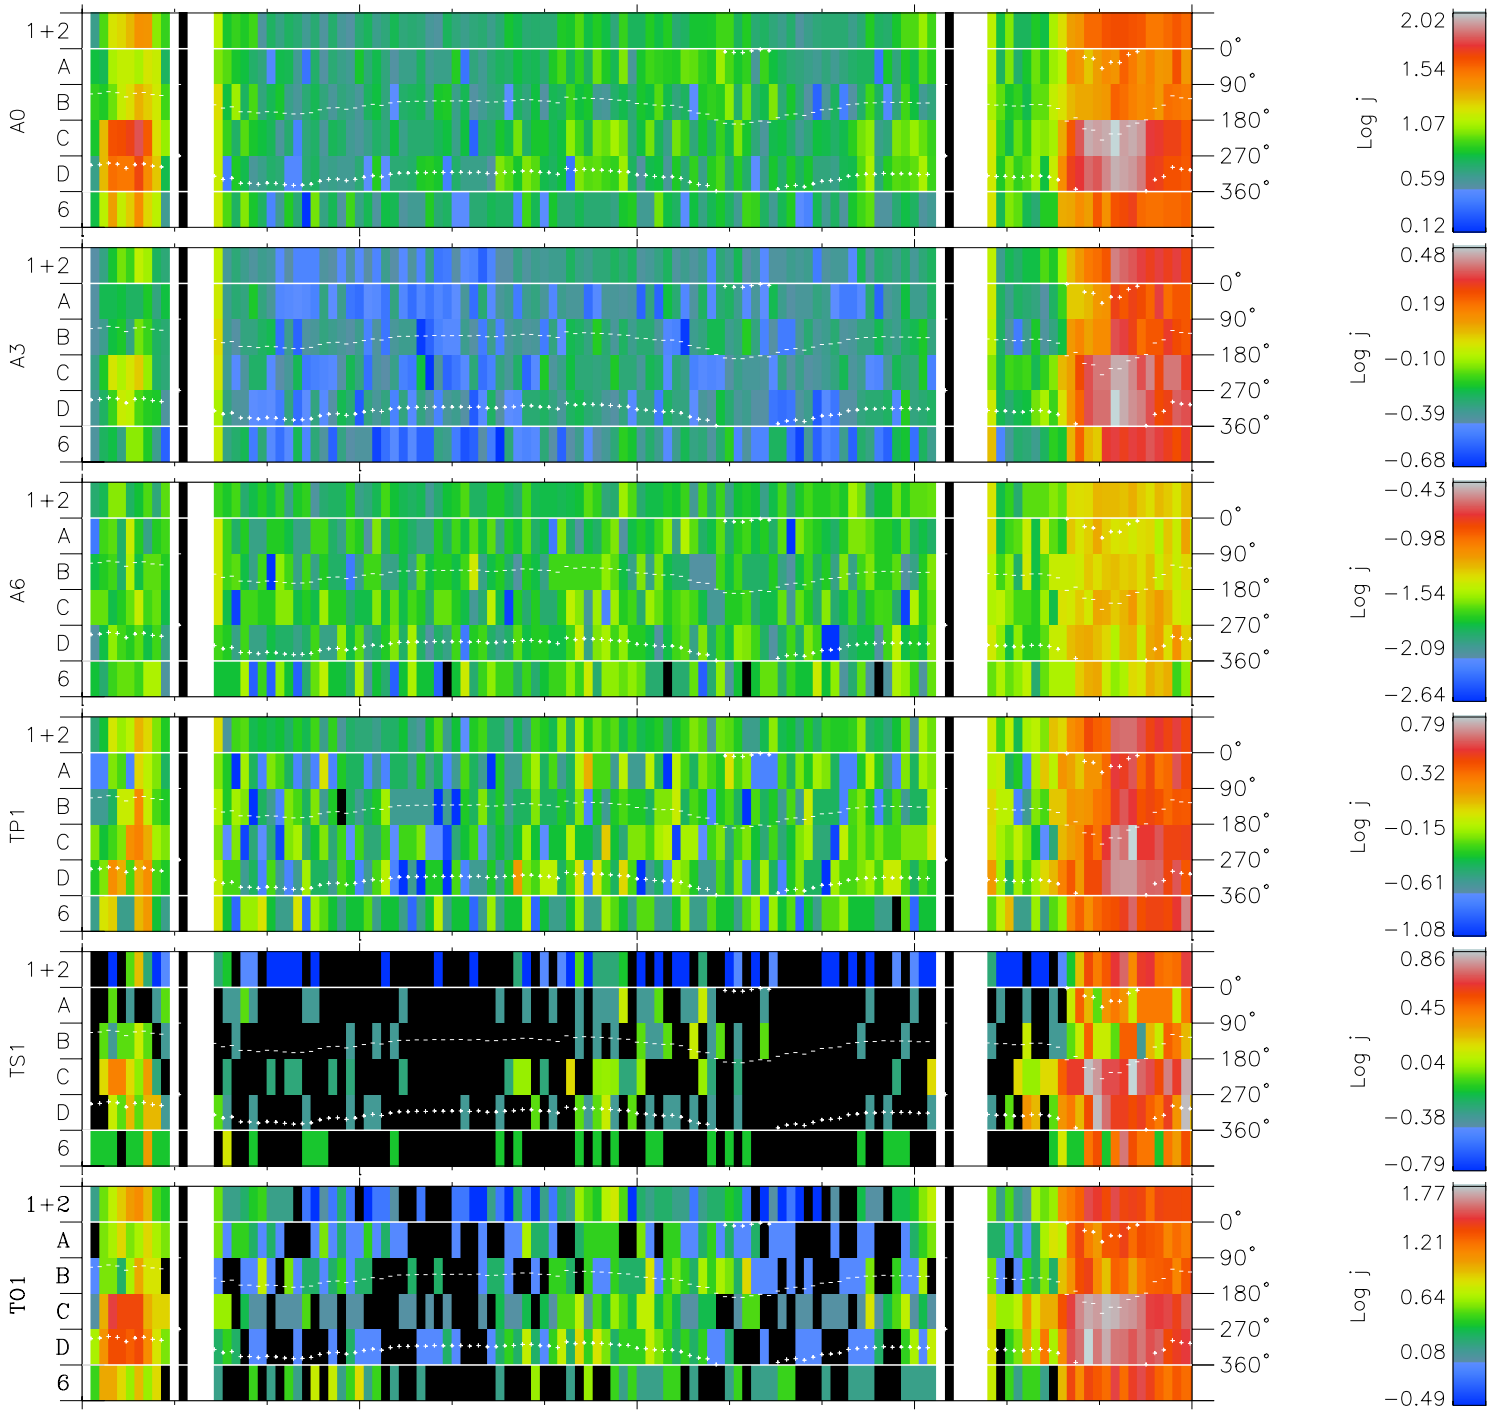 A0
1+2
A
B
C
D
6
0°
90°
180°
270°
360°
Log j
2.02
1.54
1.07
0.59
0.12
A3
1+2
A
B
C
D
6
0°
90°
180°
270°
360°
Log j
0.48
0.19
-0.10
-0.39
-0.68
A6
1+2
A
B
C
D
6
0°
90°
180°
270°
360°
Log j
-0.43
-0.98
-1.54
-2.09
-2.64
TP1
1+2
A
B
C
D
6
0°
90°
180°
270°
360°
Log j
0.79
0.32
-0.15
-0.61
-1.08
TS1
1+2
A
B
C
D
6
0°
90°
180°
270°
360°
Log j
0.86
0.45
0.04
-0.38
-0.79
TO1
1+2
A
B
C
D
6
0°
90°
180°
270°
360°
Log j
1.77
1.21
0.64
0.08
-0.49